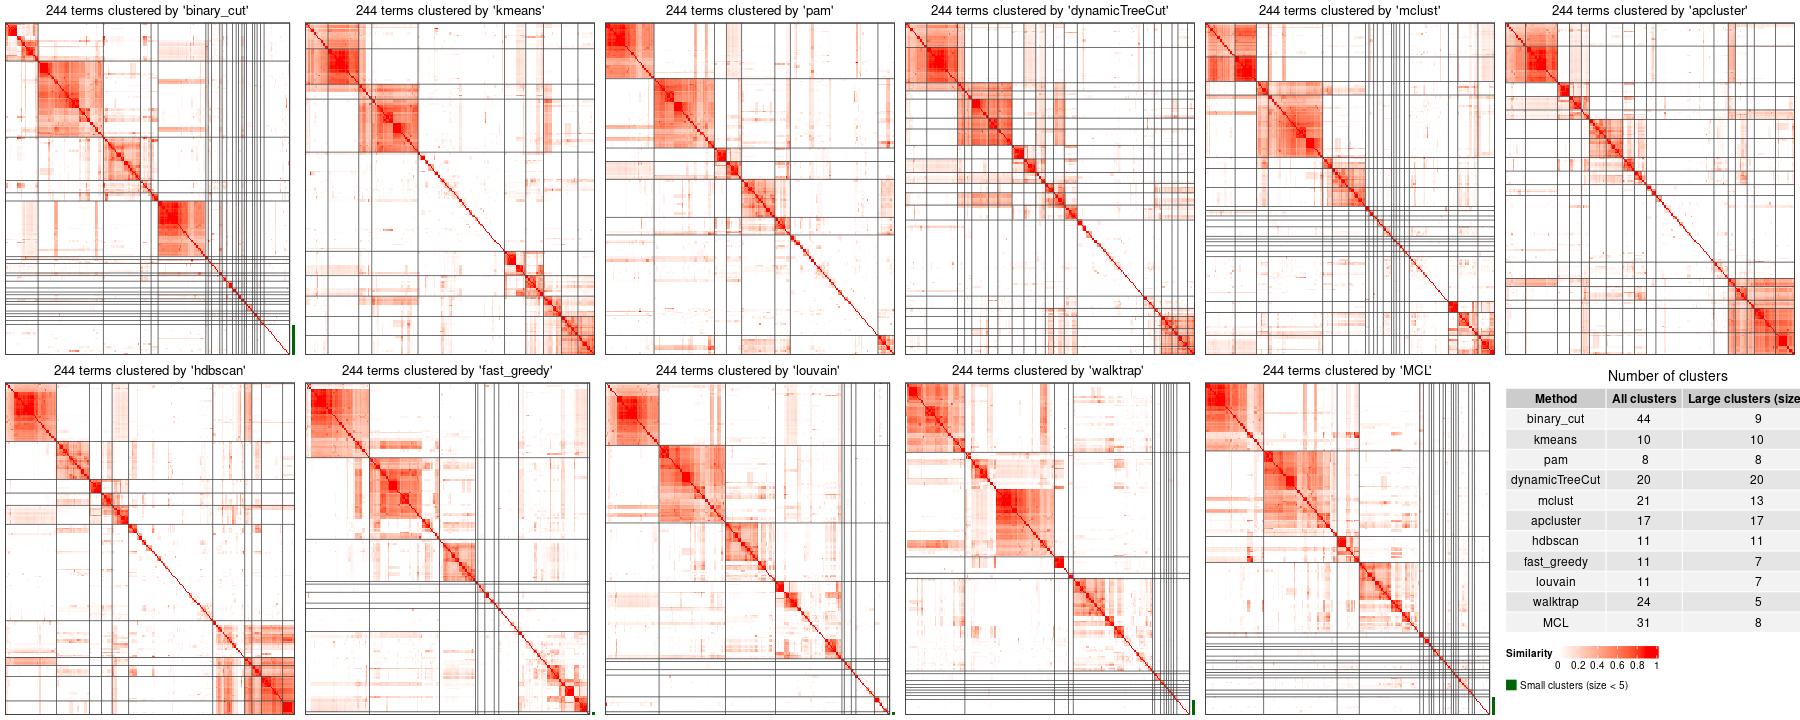 244 terms clustered by 'binary_cut'
244 terms clustered by 'kmeans'
244 terms clustered by 'pam'
244 terms clustered by 'dynamicTreeCut'
244 terms clustered by 'mclust'
244 terms clustered by 'apcluster'
244 terms clustered by 'hdbscan'
244 terms clustered by 'fast_greedy'
244 terms clustered by 'louvain'
244 terms clustered by 'walktrap'
244 terms clustered by 'MCL'
Number of clusters
Method All clusters Large clusters (size
binary_cut 44 9
kmeans 10 10
pam 8 8
dynamicTreeCut 20 20
mclust 21 13
apcluster 17 17
hdbscan 11 11
fast_greedy 11 7
louvain 11 7
walktrap 24 5
MCL 31 8
Similarity
0 0.2 0.4 0.6 0.8 1
Small clusters (size < 5)